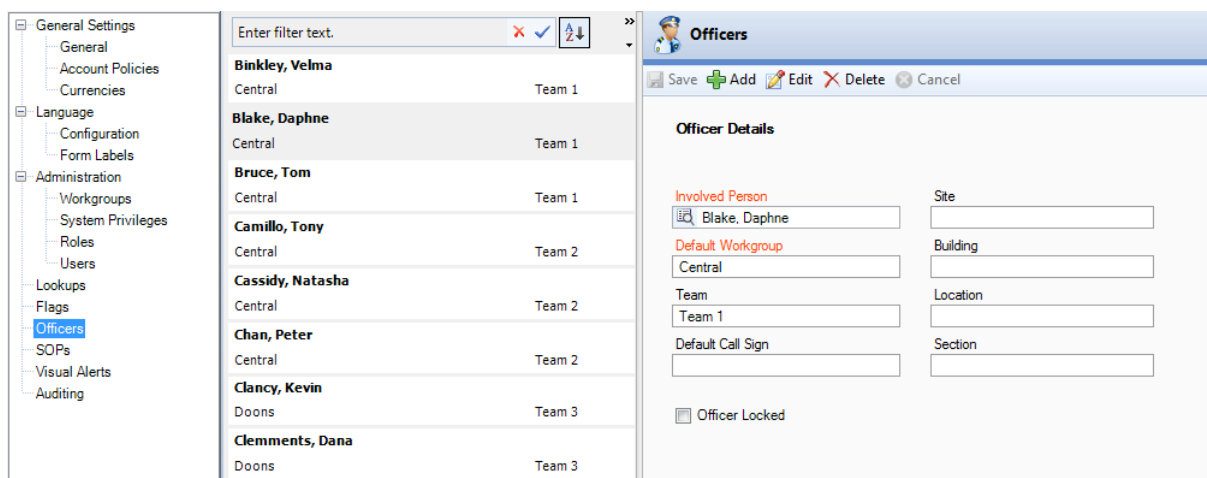 General Settings
General
Account Policies
Currencies
Language
Configuration
Form Labels
Administration
Workgroups
System Privileges
Roles
Users
Lookups
Flags
Officers
SOPs
Visual Alerts
Auditing
Enter filter text.
Binkley, Velma
Central Team 1
Blake, Daphne
Central Team 1
Bruce, Tom
Central Team 1
Camillo, Tony
Central Team 2
Cassidy, Natasha
Central Team 2
Chan, Peter
Central Team 2
Clancy, Kevin
Doons Team 3
Clemments, Dana
Doons Team 3
Officers
Save Add Edit Delete Cancel
Officer Details
Involved Person Site
Blake, Daphne
Default Workgroup Building
Central
Team Location
Team 1
Default Call Sign Section
Officer Locked